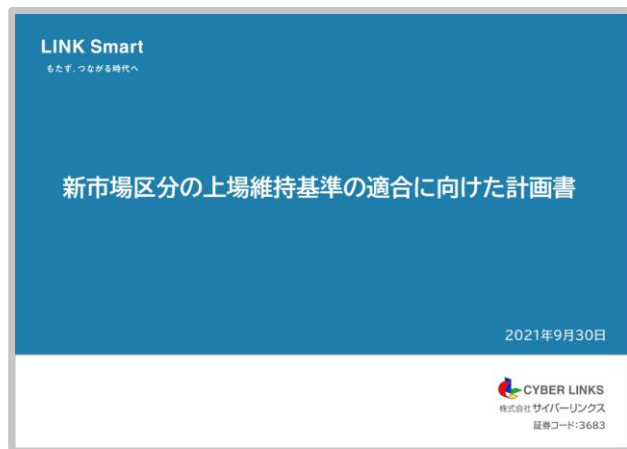 LINK Smart
もたず、つながる時代へ
新市場区分の上場維持基準の適合に向けた計画書
2021年9月30日
CYBER LINKS
株式会社サイバーリンクス
証券コード:3683